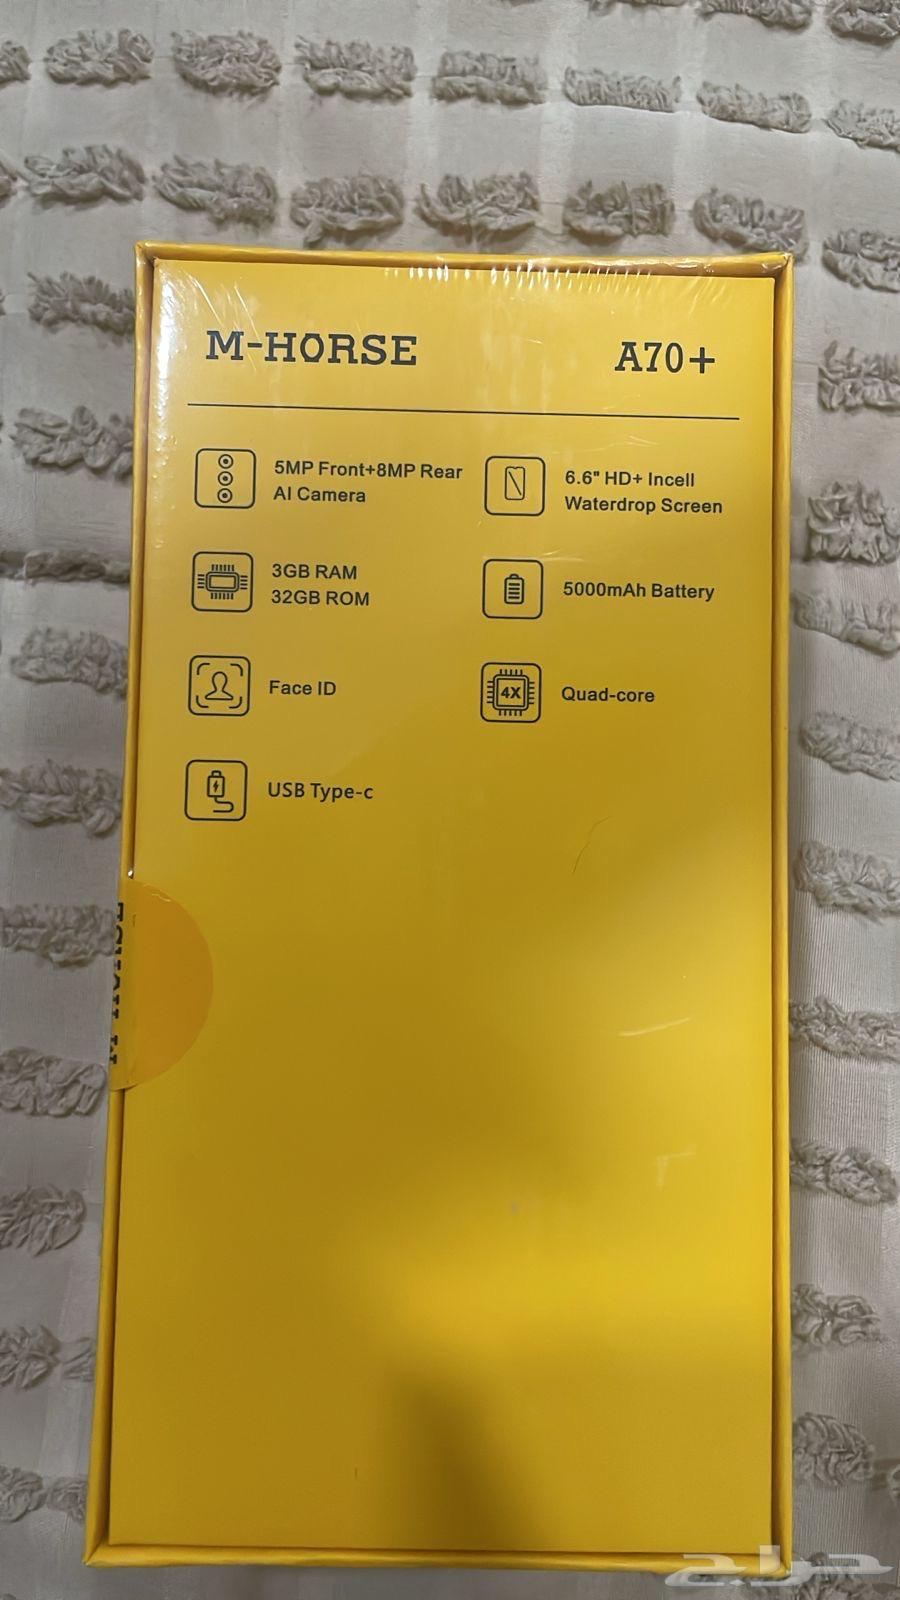 M-HORSE
A70+
5MP Front+8MP Rear
AI Camera
6.6" HD+ Incell
Waterdrop Screen
3GB RAM
32GB ROM
5000mAh Battery
Face ID
4X
Quad-core
USB Type-c
حراج